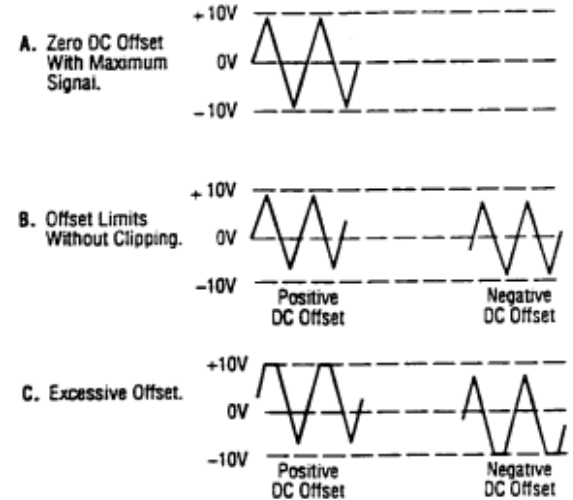 +10V
A. Zero DC Offset
With Maximum
Signal.
0V
-10V
+10V
B. Offset Limits
Without Clipping.
0V
-10V
Positive
DC Offset
Negative
DC Offset
+10V
C. Excessive Offset.
0V
-10V
Positive
DC Offset
Negative
DC Offset